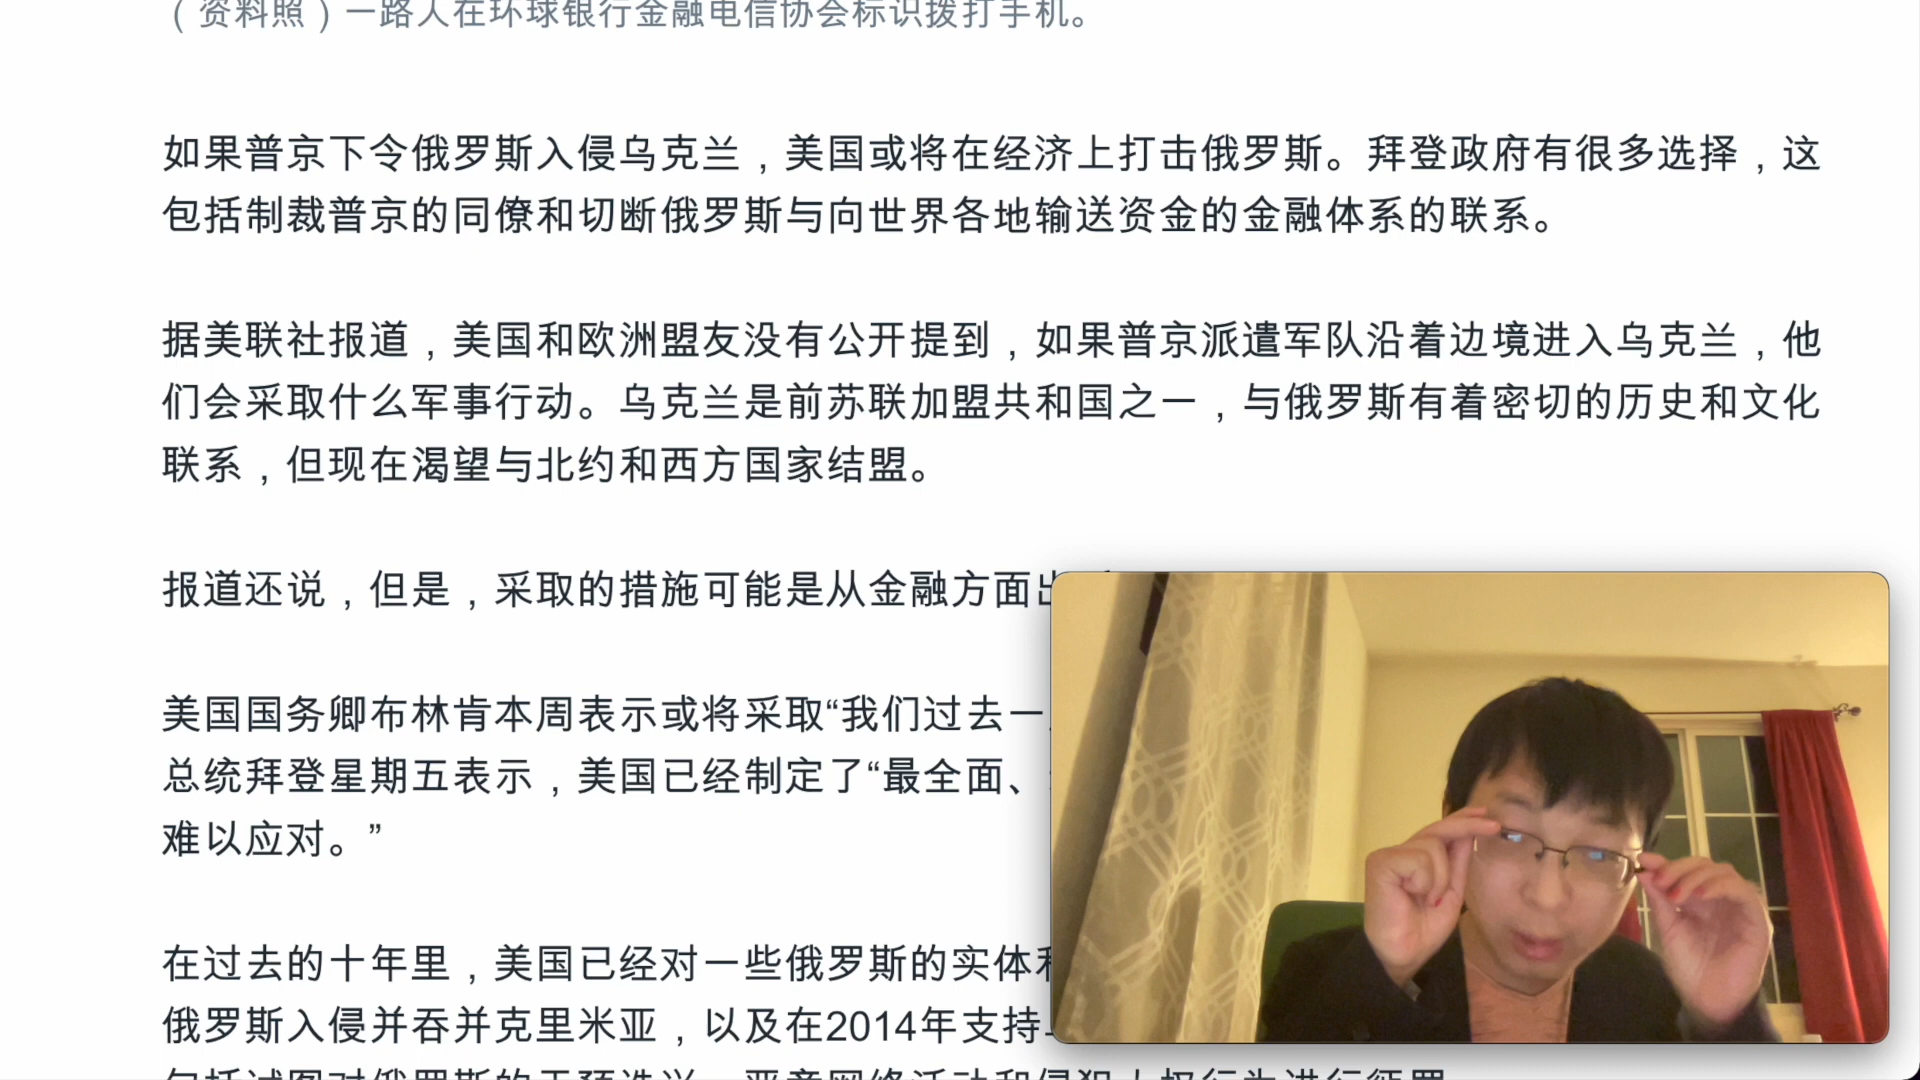 （资料照）一路人在环球银行金融电信协会标识拨打手机。
如果普京下令俄罗斯入侵乌克兰，美国或将在经济上打击俄罗斯。拜登政府有很多选择，这
包括制裁普京的同僚和切断俄罗斯与向世界各地输送资金的金融体系的联系。
据美联社报道，美国和欧洲盟友没有公开提到，如果普京派遣军队沿着边境进入乌克兰，他
们会采取什么军事行动。乌克兰是前苏联加盟共和国之一，与俄罗斯有着密切的历史和文化
联系，但现在渴望与北约和西方国家结盟。
报道还说，但是，采取的措施可能是从金融方面
美国国务卿布林肯本周表示或将采取“我们过去一
总统拜登星期五表示，美国已经制定了“最全面、
难以应对。”
在过去的十年里，美国已经对一些俄罗斯的实体
俄罗斯入侵并吞并克里米亚，以及在2014年支持